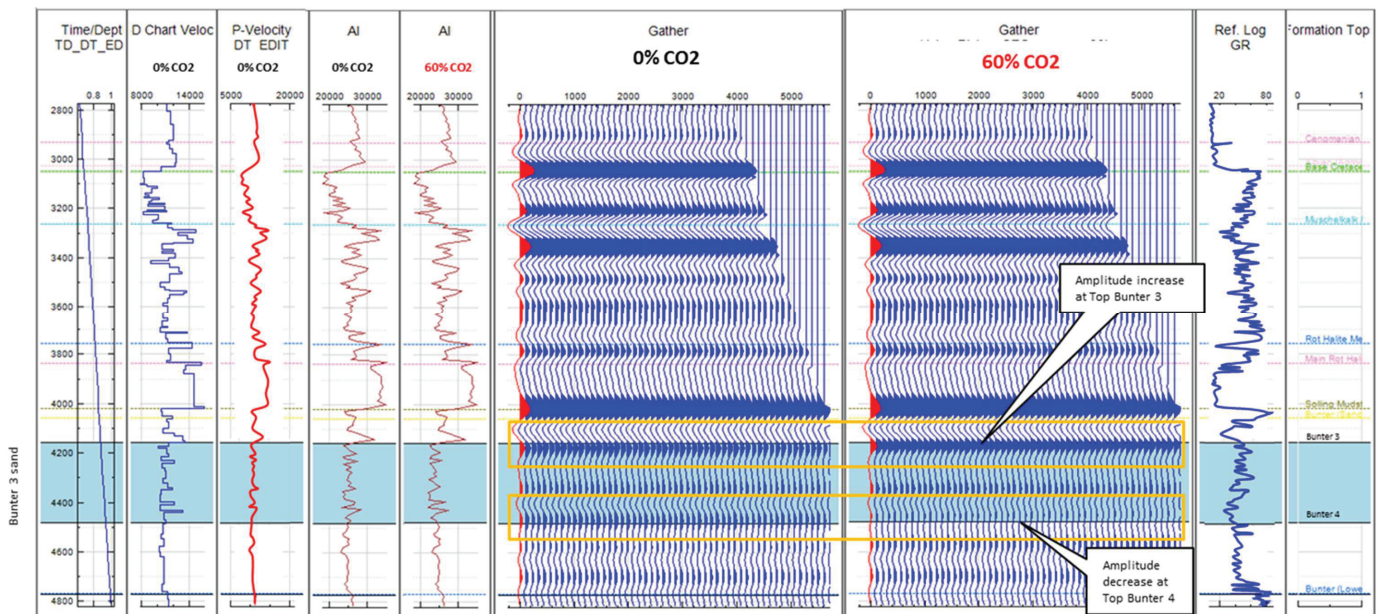 Time/Dept
TD_DT_ED
0% CO2
0.8 1
D Chart Veloc
0% CO2
8000 14000
P-Velocity
DT_EDIT
0% CO2
5000 20000
AI
0% CO2
20000 30000
AI
60% CO2
20000 30000
Gather
0% CO2
0 1000 2000 3000 4000 5000
Gather
60% CO2
0 1000 2000 3000 4000 5000
Ref. Log
GR
20 80
Formation Top
0 1
2800
3000
3200
3400
3600
3800
4000
4200
4400
4600
4800
Bunter 3 sand
Amplitude increase
at Top Bunter 3
Amplitude
decrease at
Top Bunter 4
Cenomanian
Base Cretace
Muschelkalk /
Rot Halite Me
Main Rot Hali
Solling Mudst
Bunter (Sand
Bunter 3
Bunter 4
Bunter (Lowe